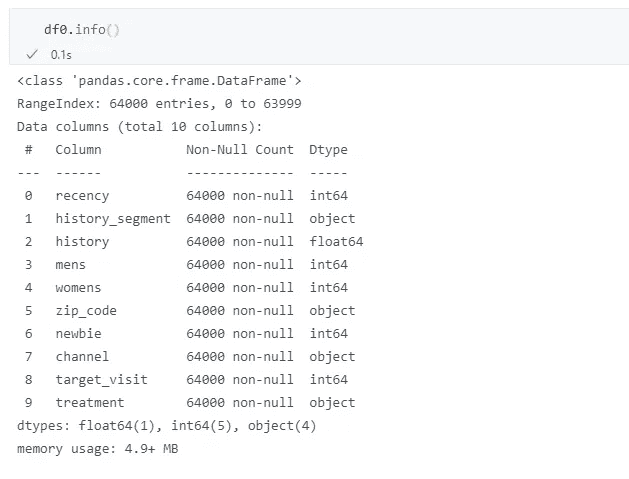 df0.info()
✓ 0.1s
<class 'pandas.core.frame.DataFrame'>
RangeIndex: 64000 entries, 0 to 63999
Data columns (total 10 columns):
 #   Column           Non-Null Count  Dtype
---  ------           --------------  -----
 0   recency          64000 non-null  int64
 1   history_segment  64000 non-null  object
 2   history          64000 non-null  float64
 3   mens             64000 non-null  int64
 4   womens           64000 non-null  int64
 5   zip_code         64000 non-null  object
 6   newbie           64000 non-null  int64
 7   channel          64000 non-null  object
 8   target_visit     64000 non-null  int64
 9   treatment        64000 non-null  object
dtypes: float64(1), int64(5), object(4)
memory usage: 4.9+ MB